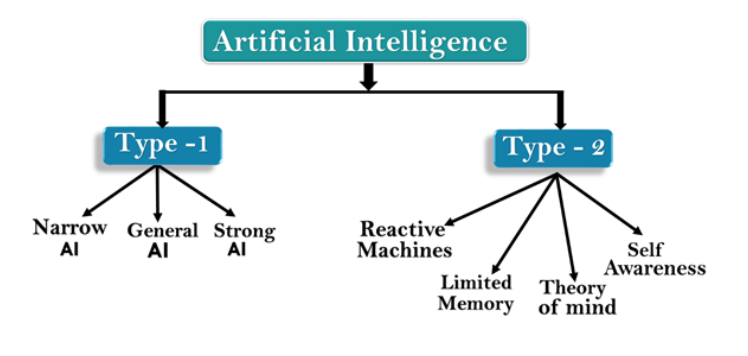 Artificial Intelligence
Type -1
Type - 2
Narrow
AI
General
AI
Strong
AI
Reactive
Machines
Limited
Memory
Theory
of mind
Self
Awareness